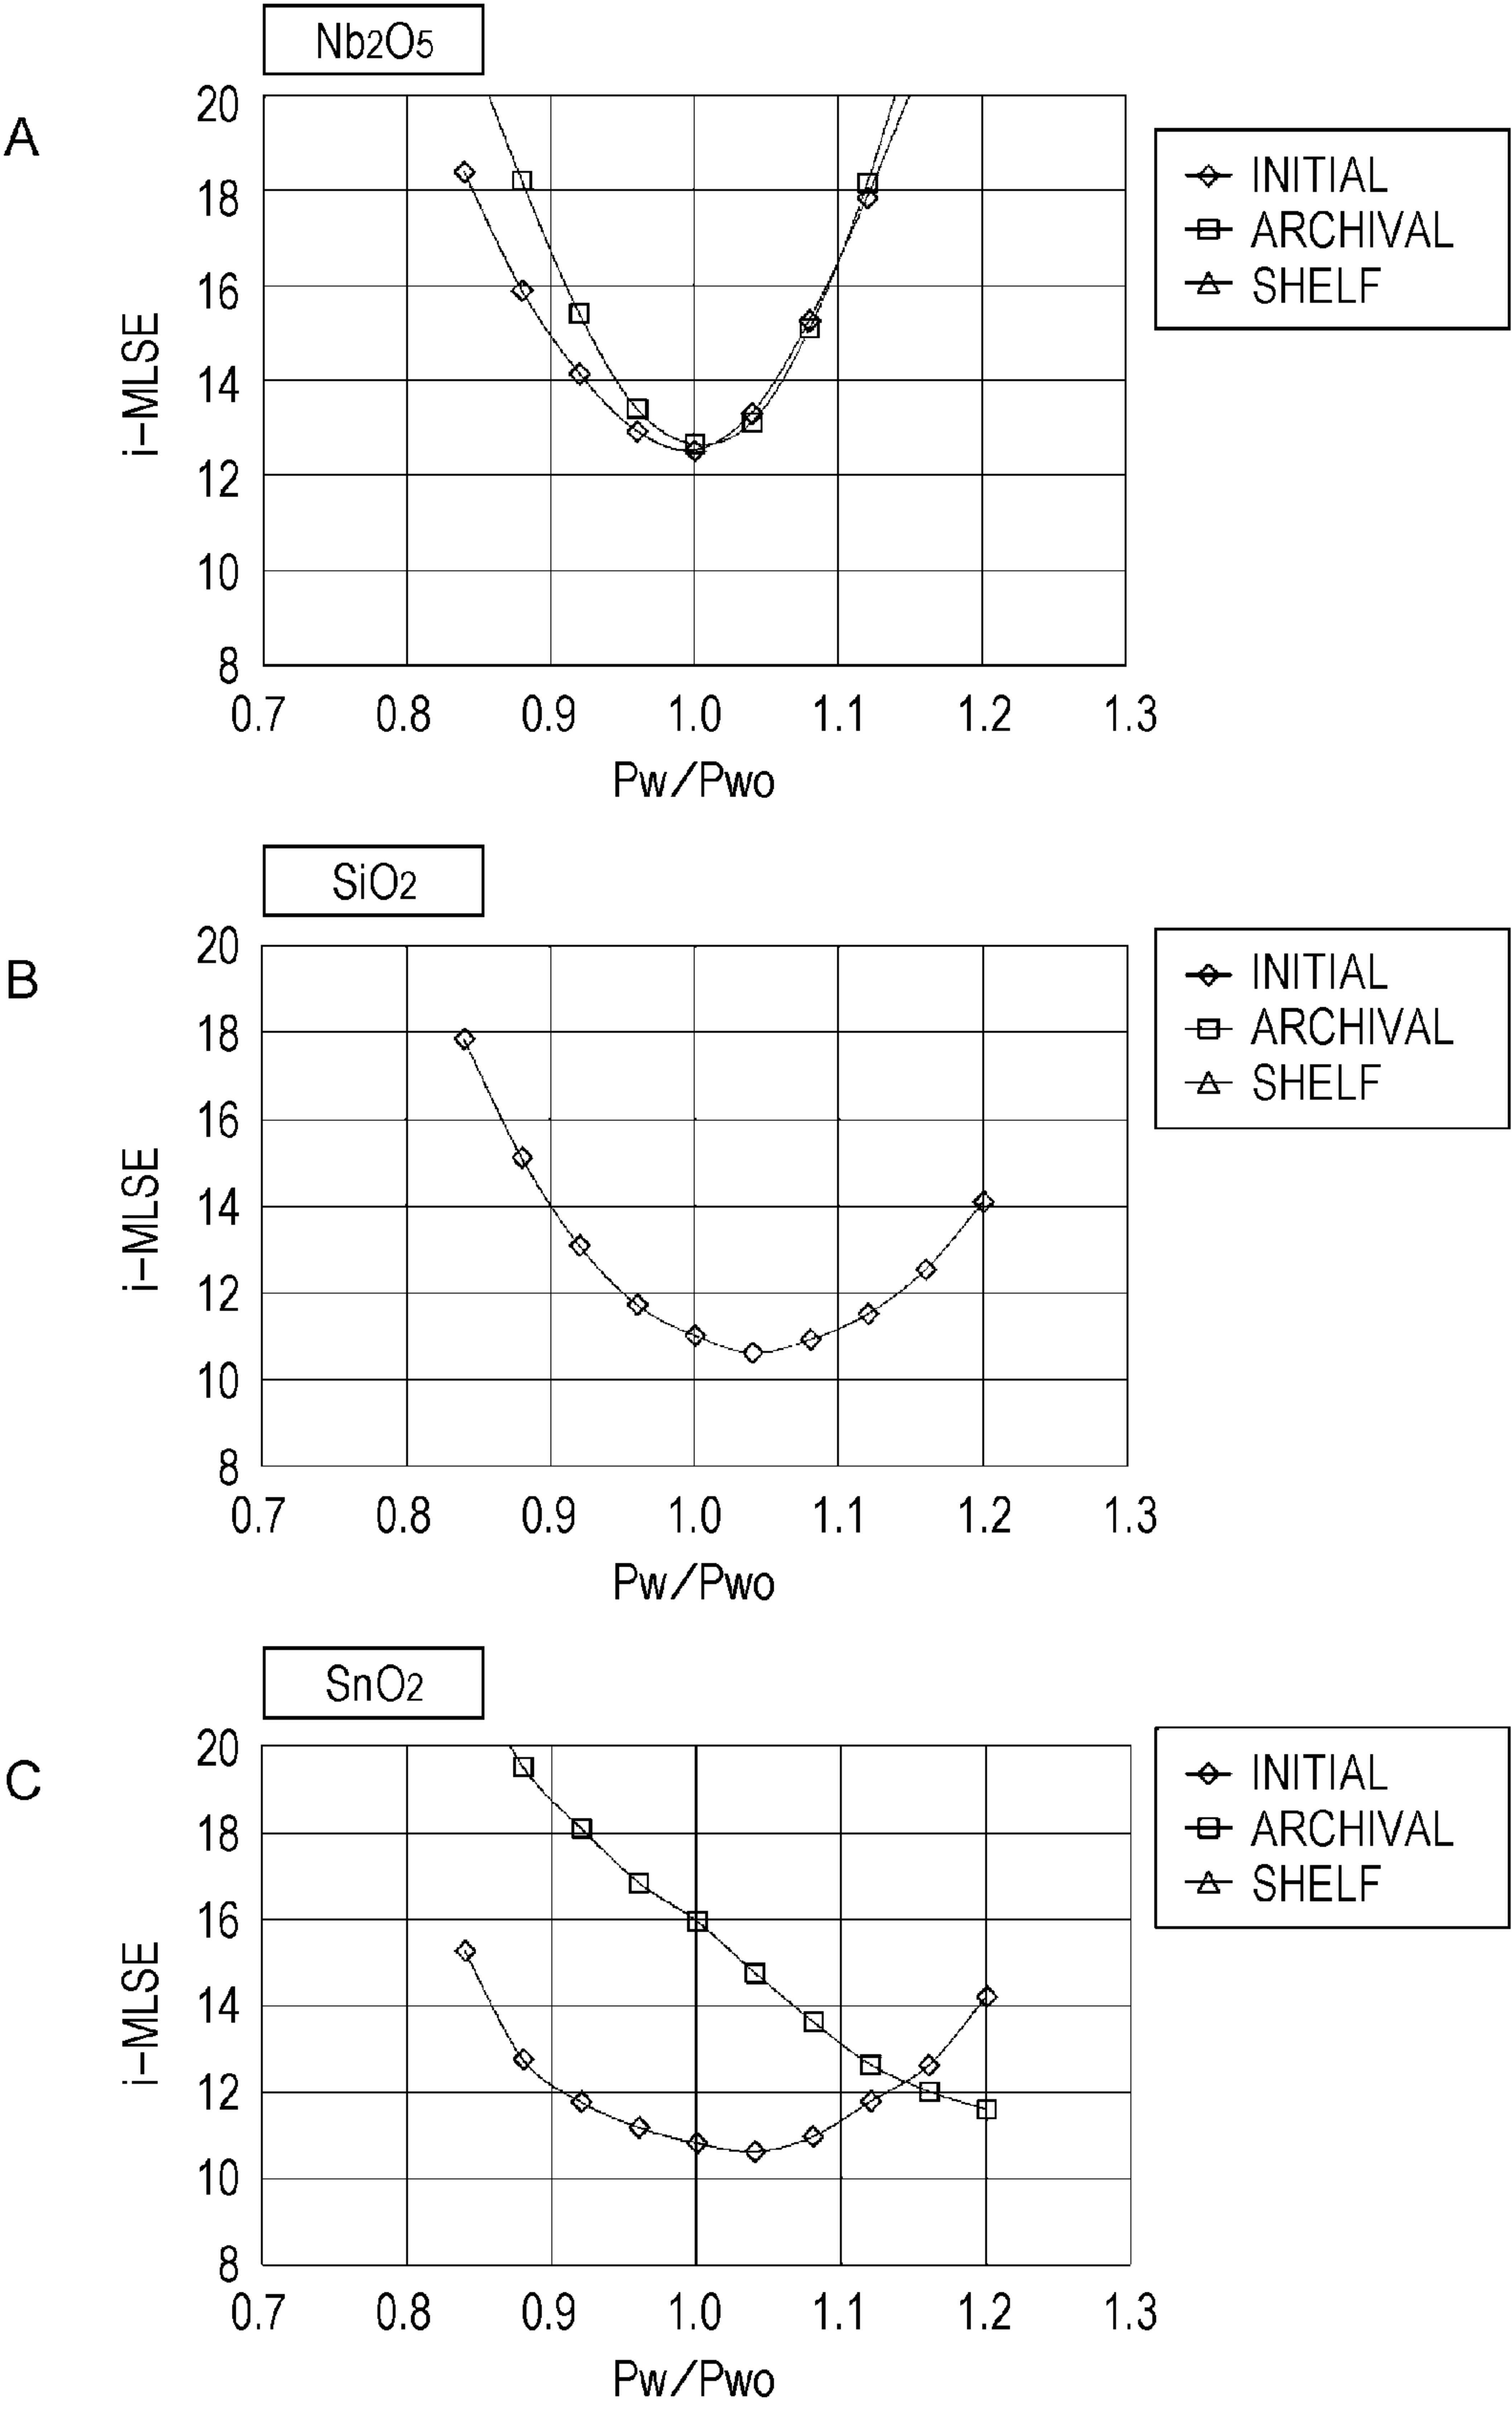 Nb2O5
A
20
18
16
14
12
10
8
i-MLSE
0.7 0.8 0.9 1.0 1.1 1.2 1.3
Pw/Pwo
INITIAL
ARCHIVAL
SHELF
SiO2
B
20
18
16
14
12
10
8
i-MLSE
0.7 0.8 0.9 1.0 1.1 1.2 1.3
Pw/Pwo
INITIAL
ARCHIVAL
SHELF
SnO2
C
20
18
16
14
12
10
8
i-MLSE
0.7 0.8 0.9 1.0 1.1 1.2 1.3
Pw/Pwo
INITIAL
ARCHIVAL
SHELF